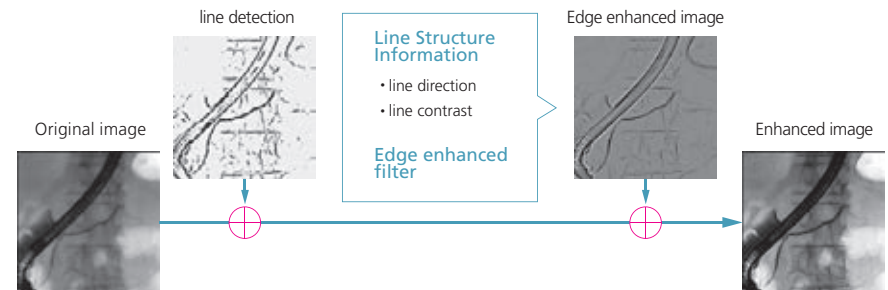 line detection
Edge enhanced image
Line Structure
Information
・line direction
・line contrast
Original image
Enhanced image
Edge enhanced
filter